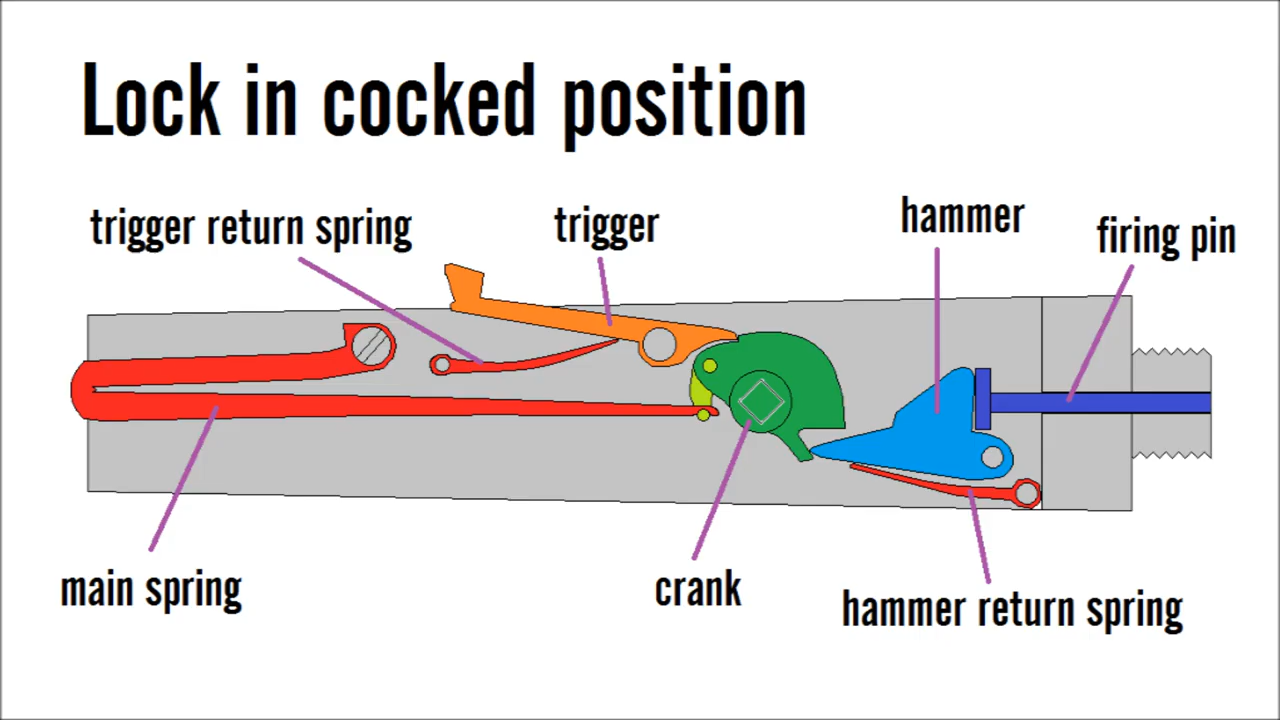 Lock in cocked position
trigger return spring
trigger
hammer
firing pin
main spring
crank
hammer return spring